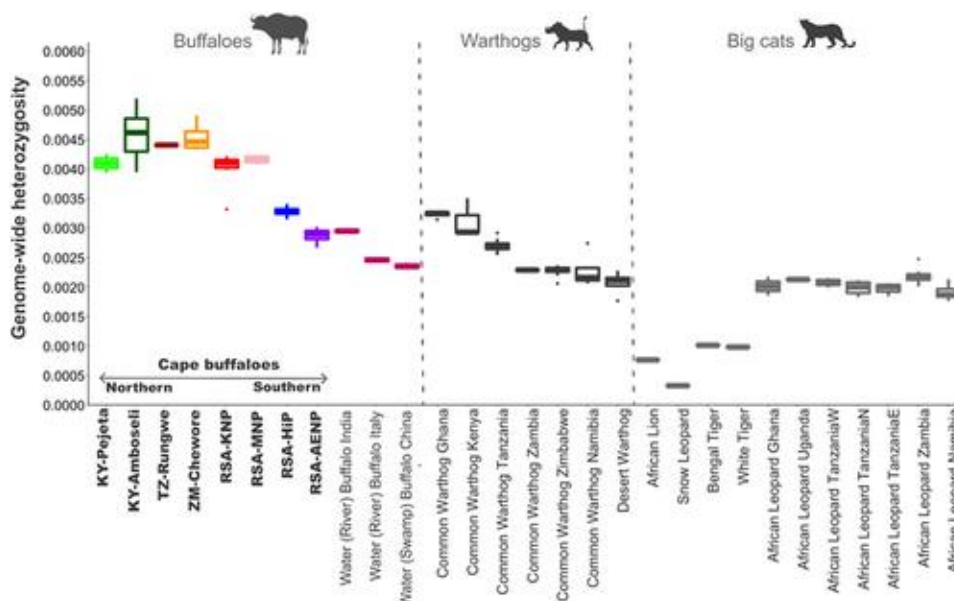 Buffaloes
Warthogs
Big cats
Genome-wide heterozygosity
0.0060
0.0055
0.0050
0.0045
0.0040
0.0035
0.0030
0.0025
0.0020
0.0015
0.0010
0.0005
0.0000
Cape buffaloes
Northern
Southern
KY-Pejeta
KY-Amboseli
TZ-Rungwe
ZM-Chewore
RSA-KNP
RSA-MNP
RSA-HiP
RSA-AENP
Water (River) Buffalo India
Water (River) Buffalo Italy
Water (Swamp) Buffalo China
Common Warthog Ghana
Common Warthog Kenya
Common Warthog Tanzania
Common Warthog Zambia
Common Warthog Zimbabwe
Common Warthog Namibia
Desert Warthog
African Lion
Snow Leopard
Bengal Tiger
White Tiger
African Leopard Ghana
African Leopard Uganda
African Leopard TanzaniaW
African Leopard TanzaniaN
African Leopard TanzaniaE
African Leopard Zambia
African Leopard Namibia